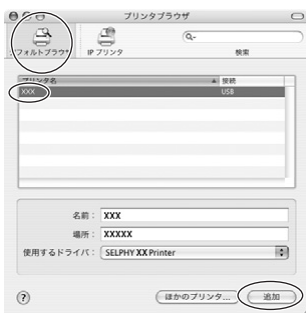 プリンタブラウザ
デフォルトブラウザ IPプリンタ 検索
プリンタ名 接続
XXX USB
名前： XXX
場所： XXXXX
使用するドライバ： SELPHY XX Printer
? ほかのプリンタ... 追加